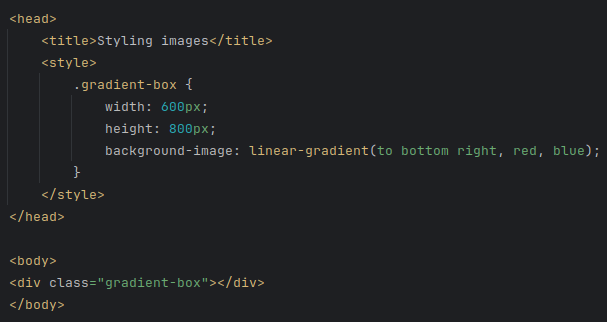 <head>
    <title>Styling images</title>
    <style>
        .gradient-box {
            width: 600px;
            height: 800px;
            background-image: linear-gradient(to bottom right, red, blue);
        }
    </style>
</head>

<body>
<div class="gradient-box"></div>
</body>